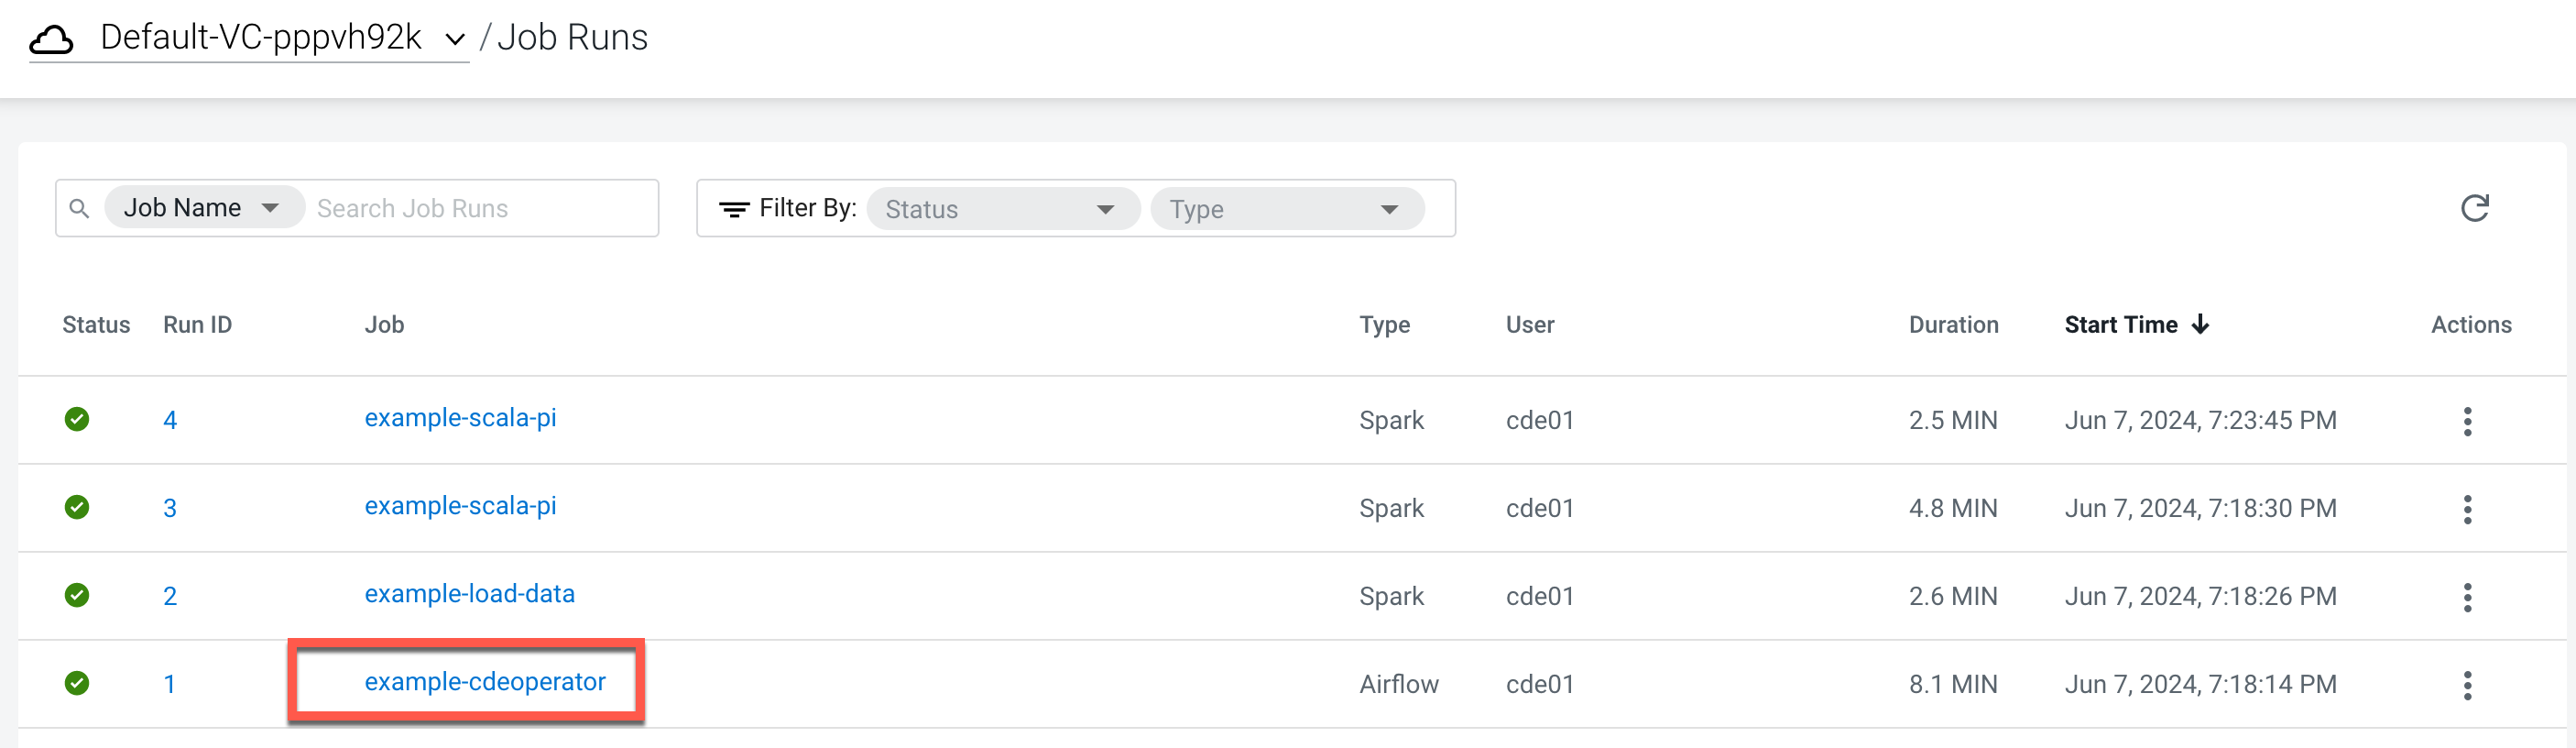 Default-VC-pppvh92k / Job Runs
Job Name Search Job Runs Filter By: Status Type
Status Run ID Job Type User Duration Start Time Actions
4 example-scala-pi Spark cde01 2.5 MIN Jun 7, 2024, 7:23:45 PM
3 example-scala-pi Spark cde01 4.8 MIN Jun 7, 2024, 7:18:30 PM
2 example-load-data Spark cde01 2.6 MIN Jun 7, 2024, 7:18:26 PM
1 example-cdeoperator Airflow cde01 8.1 MIN Jun 7, 2024, 7:18:14 PM